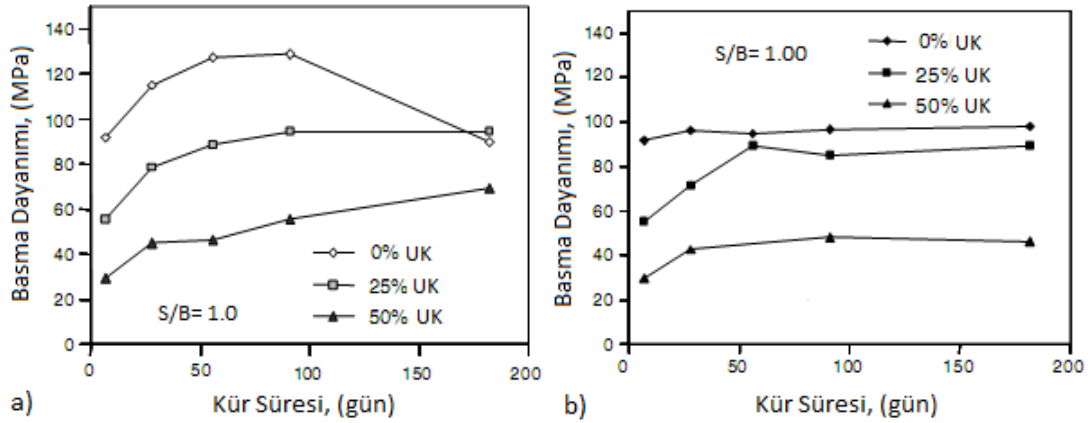 140
120
100
80
60
40
20
0
Basma Dayanımı, (MPa)
0% UK
25% UK
50% UK
S/B= 1.0
0
50
100
150
200
Kür Süresi, (gün)
a)
140
120
100
80
60
40
20
0
Basma Dayanımı, (MPa)
S/B= 1.00
0% UK
25% UK
50% UK
0
50
100
150
200
Kür Süresi, (gün)
b)